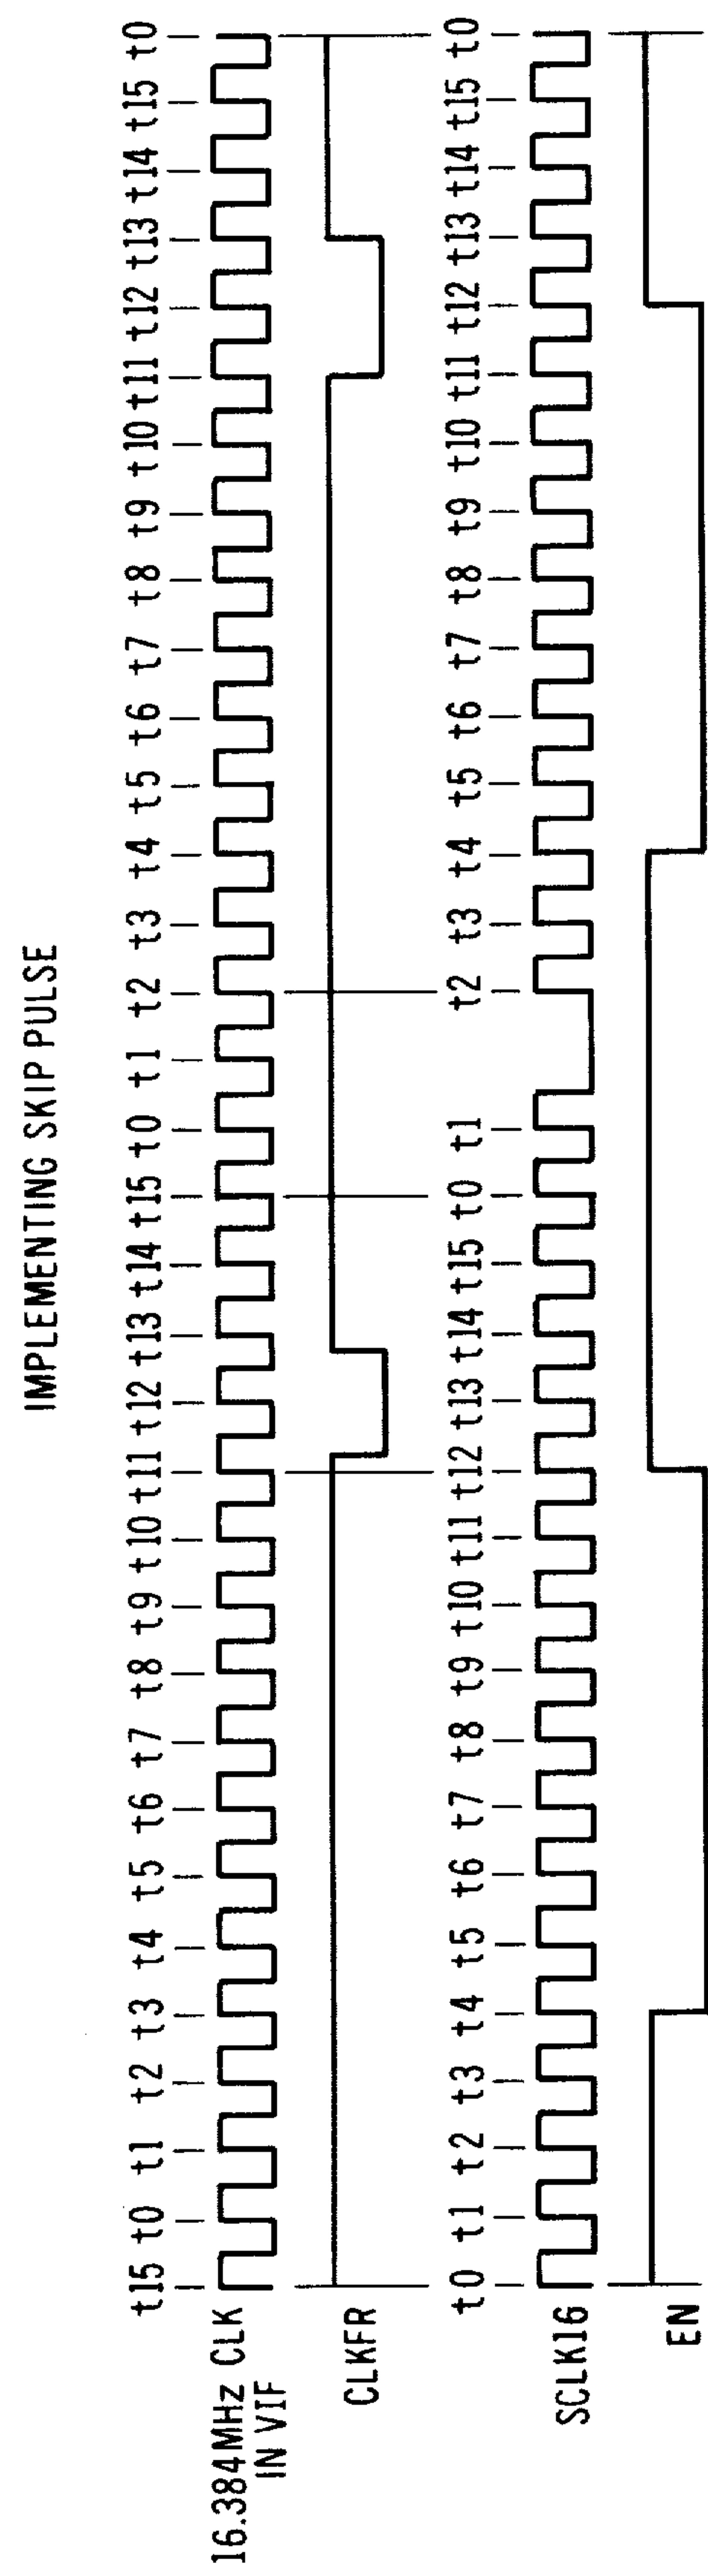 IMPLEMENTING SKIP PULSE
t15 t0 t1 t2 t3 t4 t5 t6 t7 t8 t9 t10 t11 t12 t13 t14 t15 t0 t1 t2 t3 t4 t5 t6 t7 t8 t9 t10 t11 t12 t13 t14 t15 t0
16.384MHz CLK
IN VIF
CLKFR
t0 t1 t2 t3 t4 t5 t6 t7 t8 t9 t10 t11 t12 t13 t14 t15 t0 t1 t2 t3 t4 t5 t6 t7 t8 t9 t10 t11 t12 t13 t14 t15 t0
SCLK16
EN